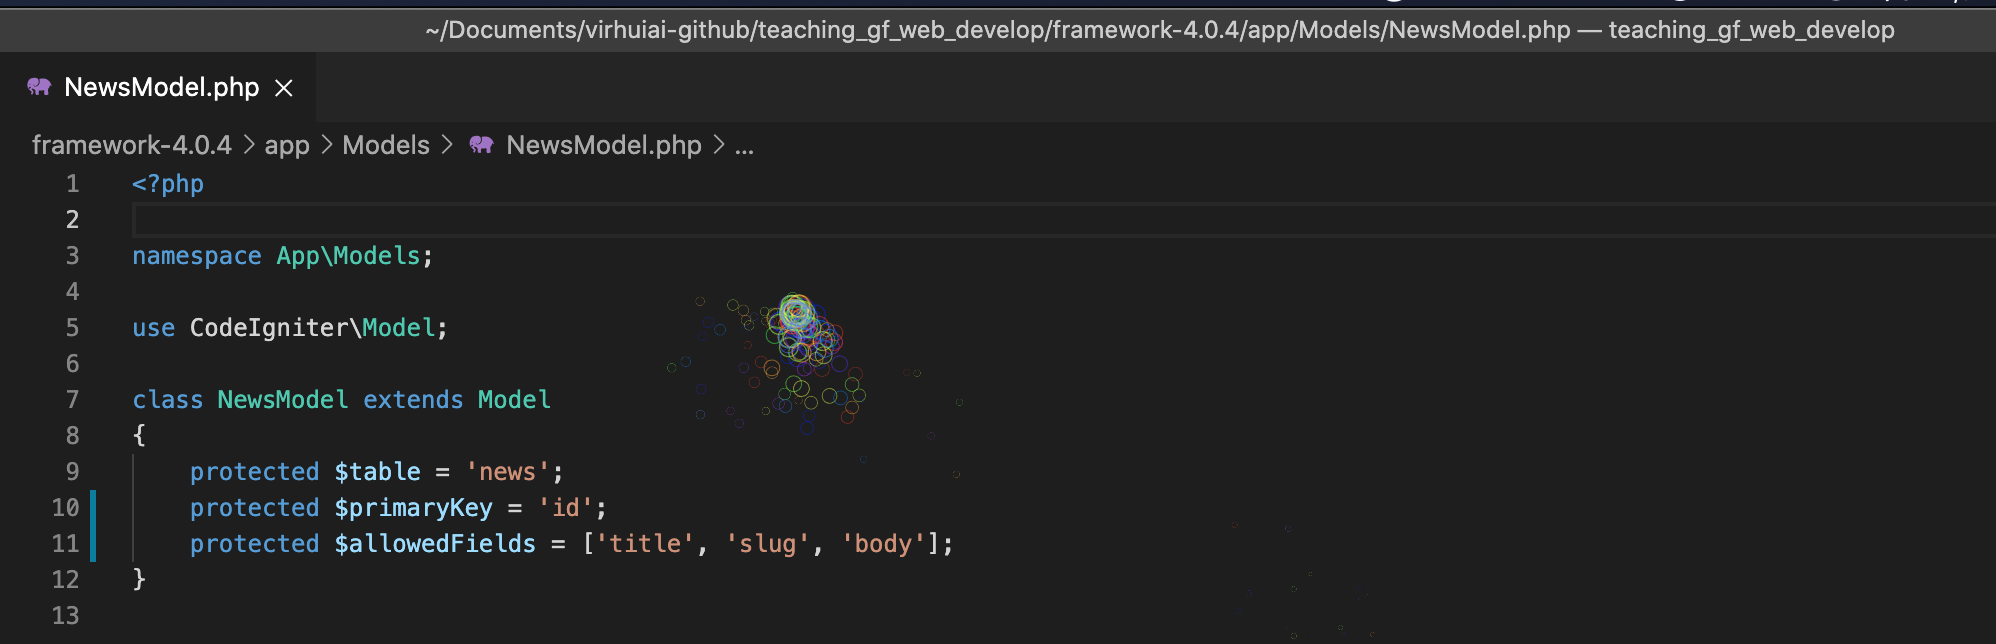 ~/Documents/virhuiai-github/teaching_gf_web_develop/framework-4.0.4/app/Models/NewsModel.php — teaching_gf_web_develop
NewsModel.php ×
framework-4.0.4 > app > Models > NewsModel.php > ...
1 <?php
2
3 namespace App\Models;
4
5 use CodeIgniter\Model;
6
7 class NewsModel extends Model
8 {
9     protected $table = 'news';
10     protected $primaryKey = 'id';
11     protected $allowedFields = ['title', 'slug', 'body'];
12 }
13